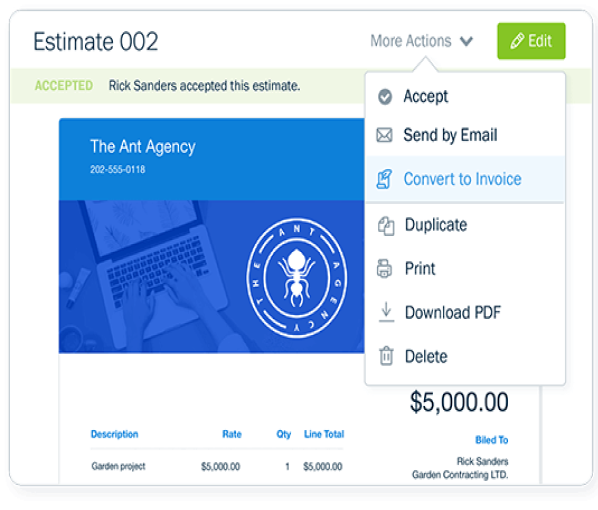 Estimate 002
More Actions
Edit
ACCEPTED Rick Sanders accepted this estimate.
Accept
Send by Email
Convert to Invoice
Duplicate
Print
Download PDF
Delete
The Ant Agency
202-555-0118
THE ANT AGENCY
$5,000.00
Description Rate Qty Line Total
Garden project $5,000.00 1 $5,000.00
Biled To
Rick Sanders
Garden Contracting LTD.